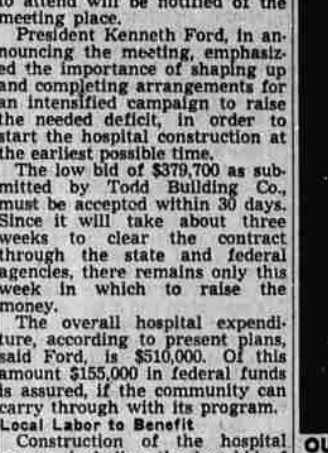 to attend will be notified of the
meeting place.
President Kenneth Ford, in an-
nouncing the meeting, emphasiz-
ed the importance of shaping up
and completing arrangements for
an intensified campaign to raise
the needed deficit, in order to
start the hospital construction at
the earliest possible time.
The low bid of $379,700 as sub-
mitted by Todd Building Co.,
must be accepted within 30 days.
Since it will take about three
weeks to clear the contract
through the state and federal
agencies, there remains only this
week in which to raise the
money.
The overall hospital expendi-
ture, according to present plans,
said Ford, is $510,000. Of this
amount $155,000 in federal funds
is assured, if the community can
carry through with its program.
Local Labor to Benefit
Construction of the hospital